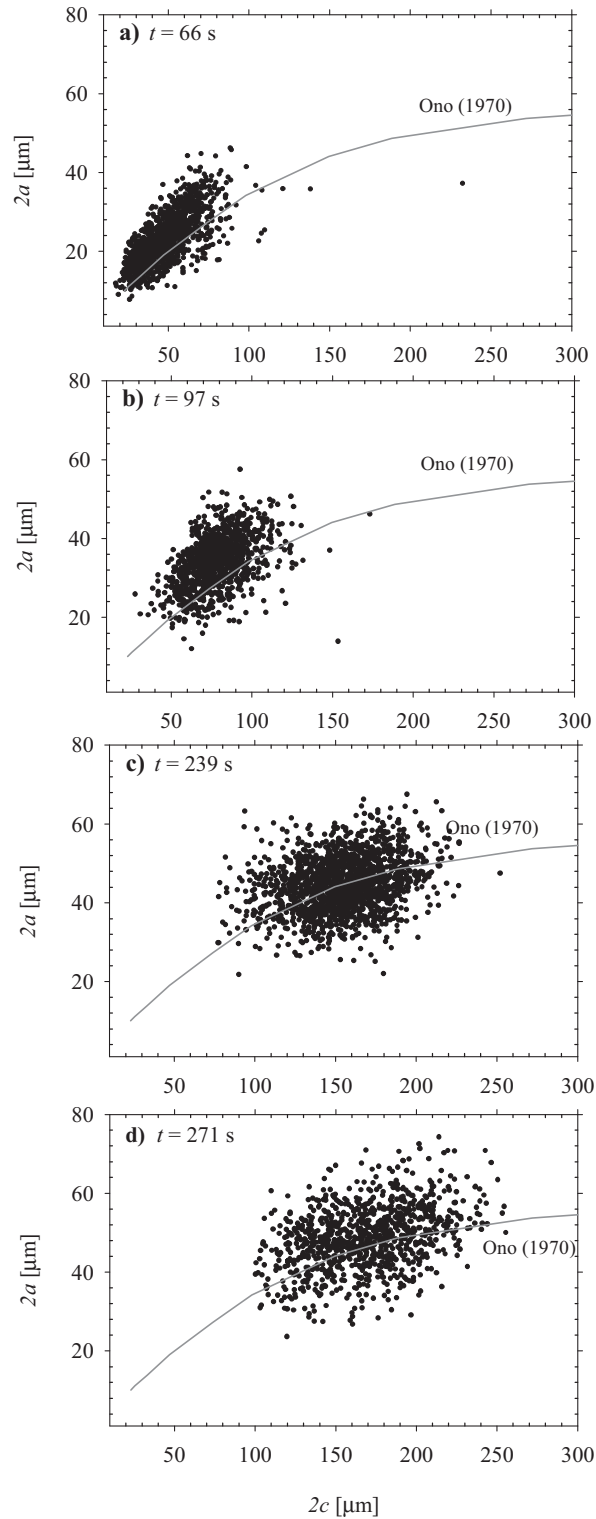 80
a) t = 66 s
60
Ono (1970)
2a [µm]
40
20
50 100 150 200 250 300
80
b) t = 97 s
60
Ono (1970)
2a [µm]
40
20
50 100 150 200 250 300
80
c) t = 239 s
60
Ono (1970)
2a [µm]
40
20
50 100 150 200 250 300
80
d) t = 271 s
60
Ono (1970)
2a [µm]
40
20
50 100 150 200 250 300
2c [µm]